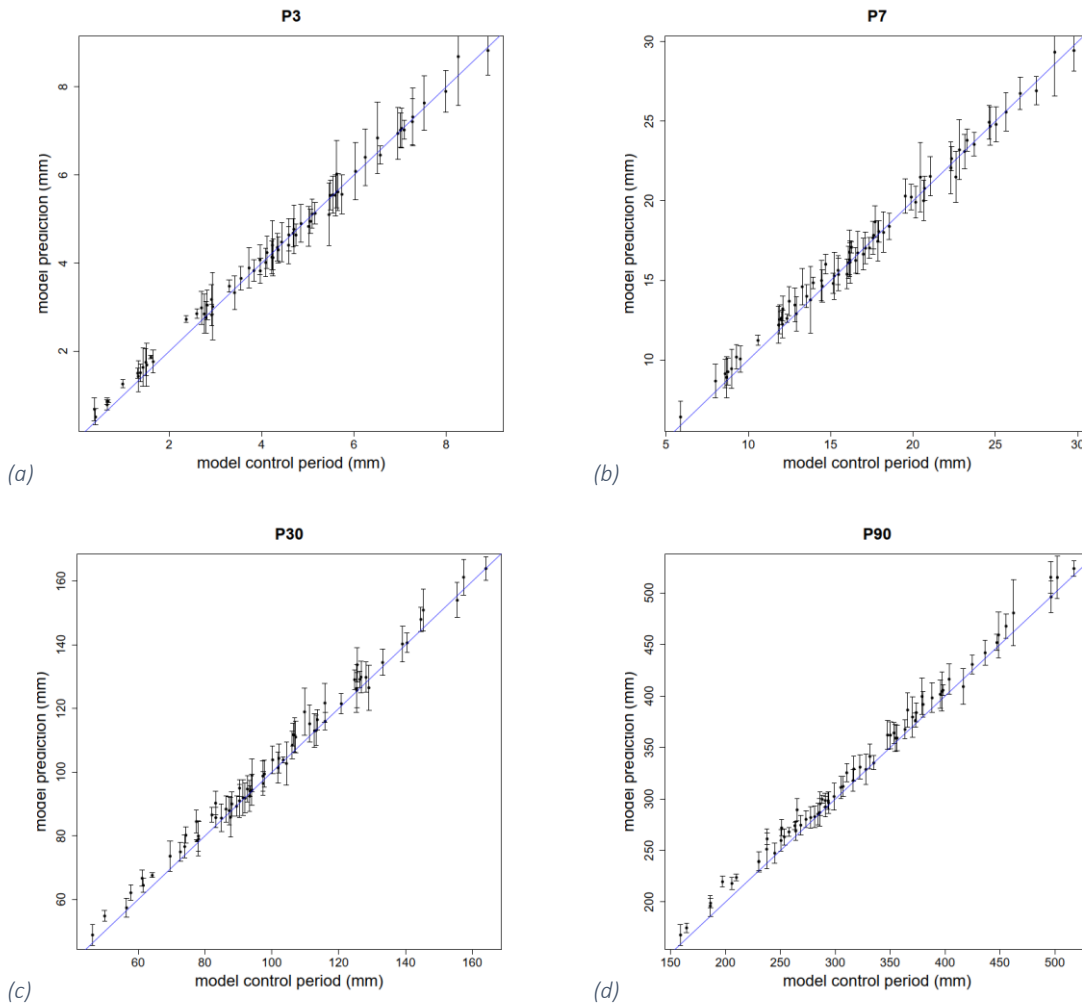 P3
model prediction (mm)
8
6
4
2
2 4 6 8
model control period (mm)
(a)
P7
model prediction (mm)
30
25
20
15
10
5 10 15 20 25 30
model control period (mm)
(b)
P30
model prediction (mm)
160
140
120
100
80
60
60 80 100 120 140 160
model control period (mm)
(c)
P90
model prediction (mm)
500
450
400
350
300
250
200
150 200 250 300 350 400 450 500
model control period (mm)
(d)